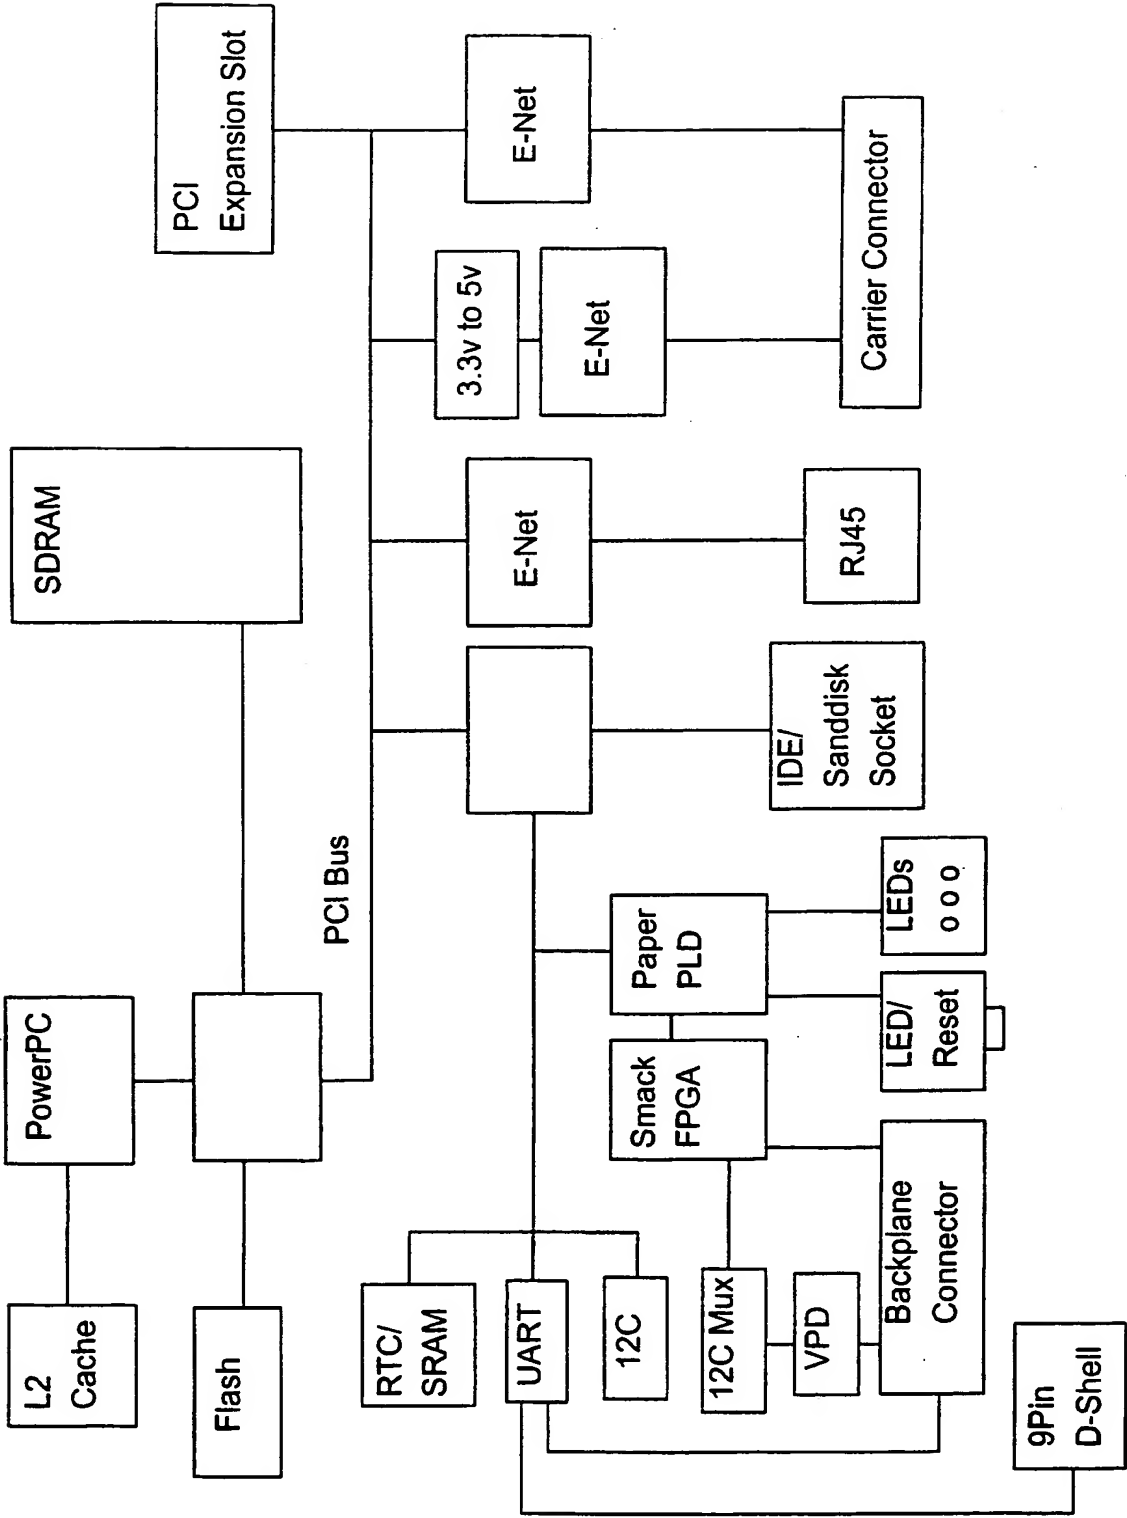 L2
Cache
PowerPC
SDRAM
PCI
Expansion Slot
Flash
PCI Bus
RTC/
SRAM
UART
12C
E-Net
3.3v to 5v
E-Net
E-Net
12C Mux
VPD
Smack
FPGA
Paper
PLD
IDE/
Sanddisk
Socket
RJ45
Carrier Connector
Backplane
Connector
LED/
Reset
LEDs
o o o
9Pin
D-Shell